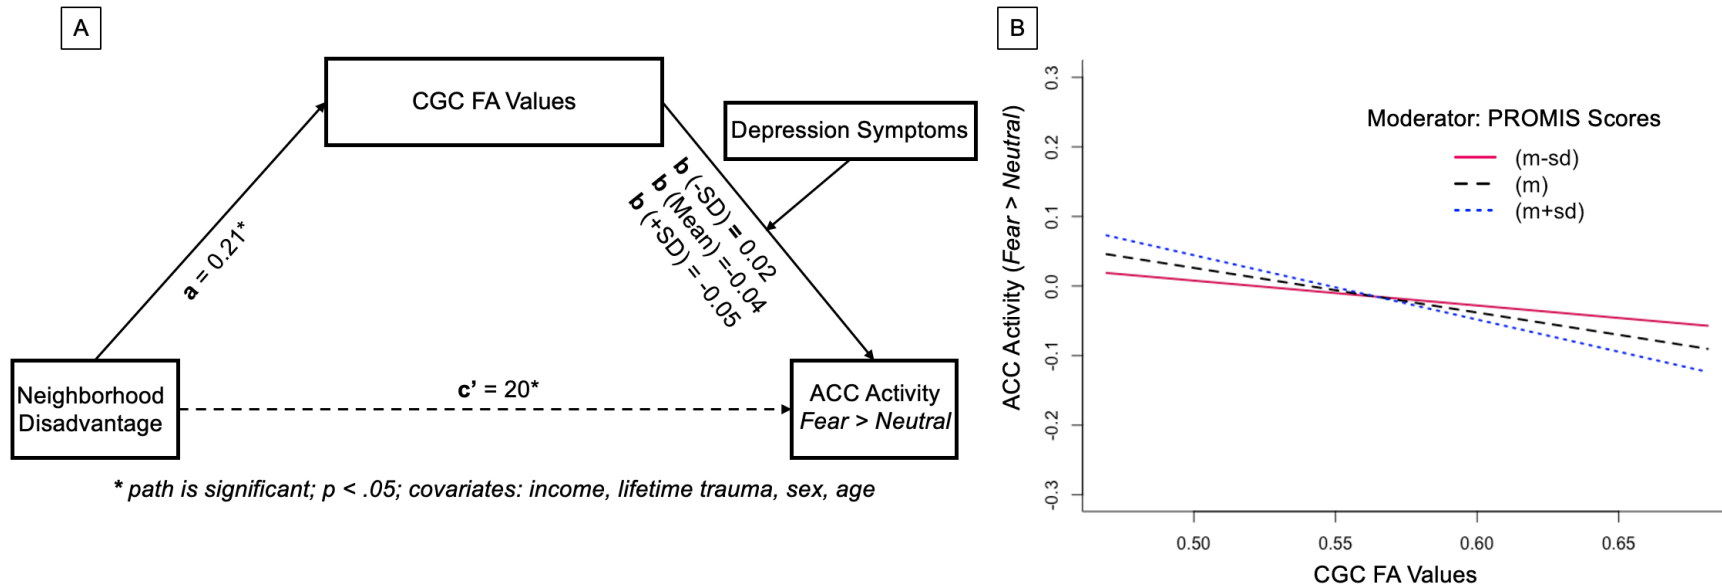 A
CGC FA Values
Depression Symptoms
a = 0.21*
b (-SD) = 0.02
b (Mean) =-0.04
b (+SD) = -0.05
Neighborhood
Disadvantage
c’ = 20*
ACC Activity
Fear > Neutral
* path is significant; p < .05; covariates: income, lifetime trauma, sex, age
B
ACC Activity (Fear > Neutral)
0.3
0.2
0.1
0.0
-0.1
-0.2
-0.3
Moderator: PROMIS Scores
(m-sd)
(m)
(m+sd)
0.50 0.55 0.60 0.65
CGC FA Values